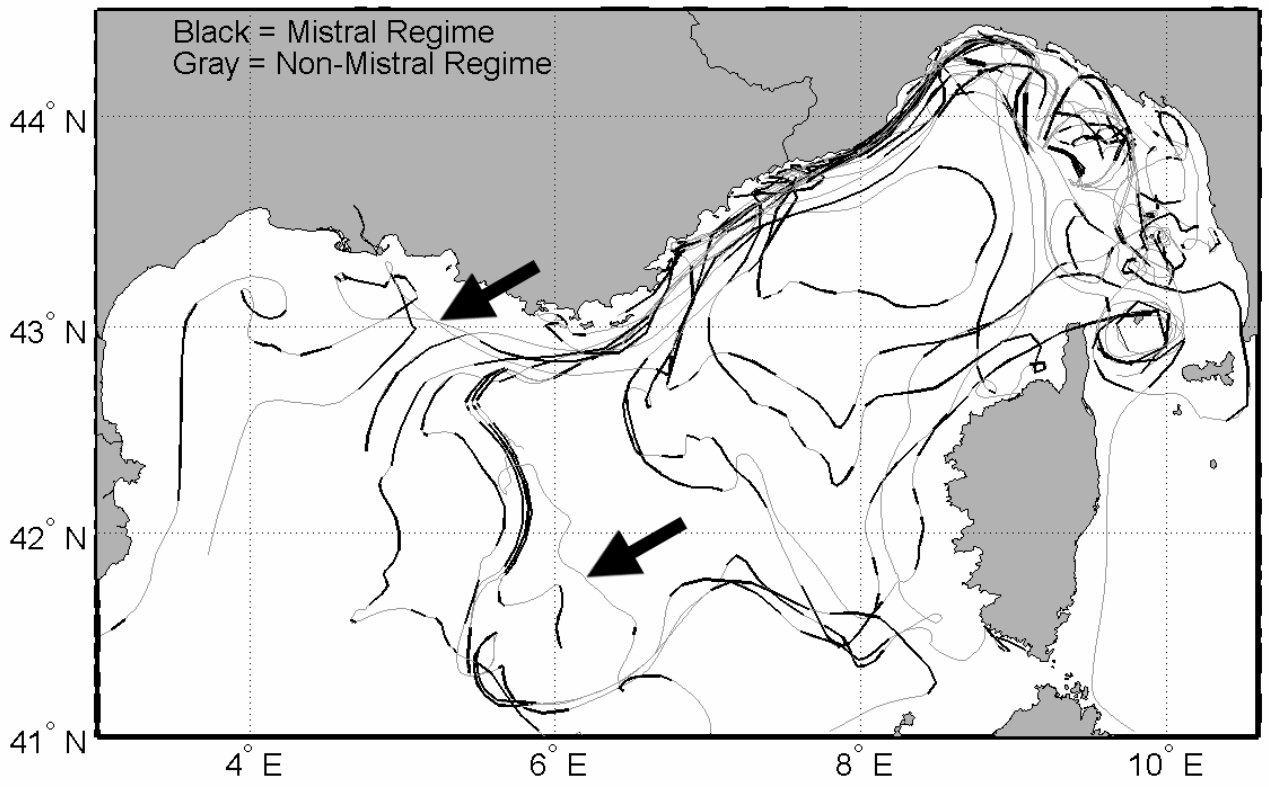 Black = Mistral Regime
Gray = Non-Mistral Regime
44° N
43° N
42° N
41° N
4° E
6° E
8° E
10° E